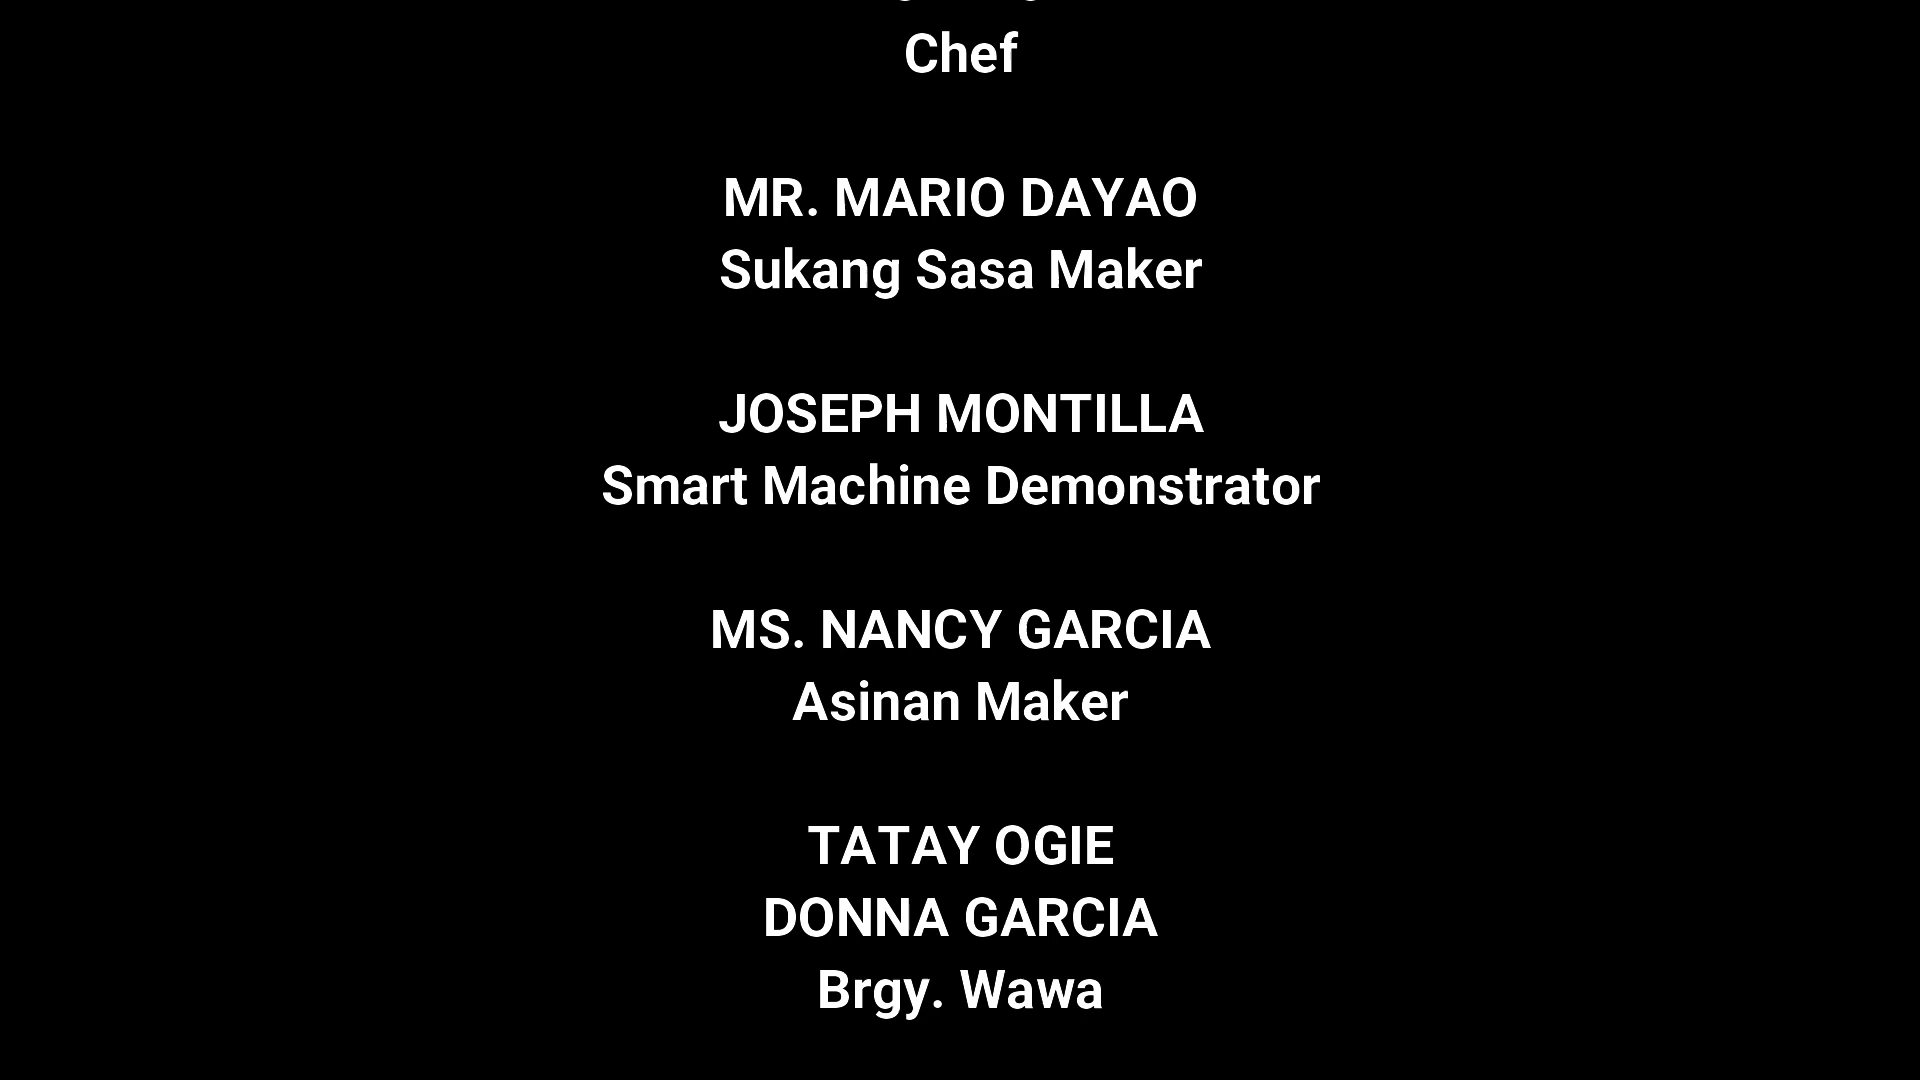 Chef
MR. MARIO DAYAO
Sukang Sasa Maker
JOSEPH MONTILLA
Smart Machine Demonstrator
MS. NANCY GARCIA
Asinan Maker
TATAY OGIE
DONNA GARCIA
Brgy. Wawa